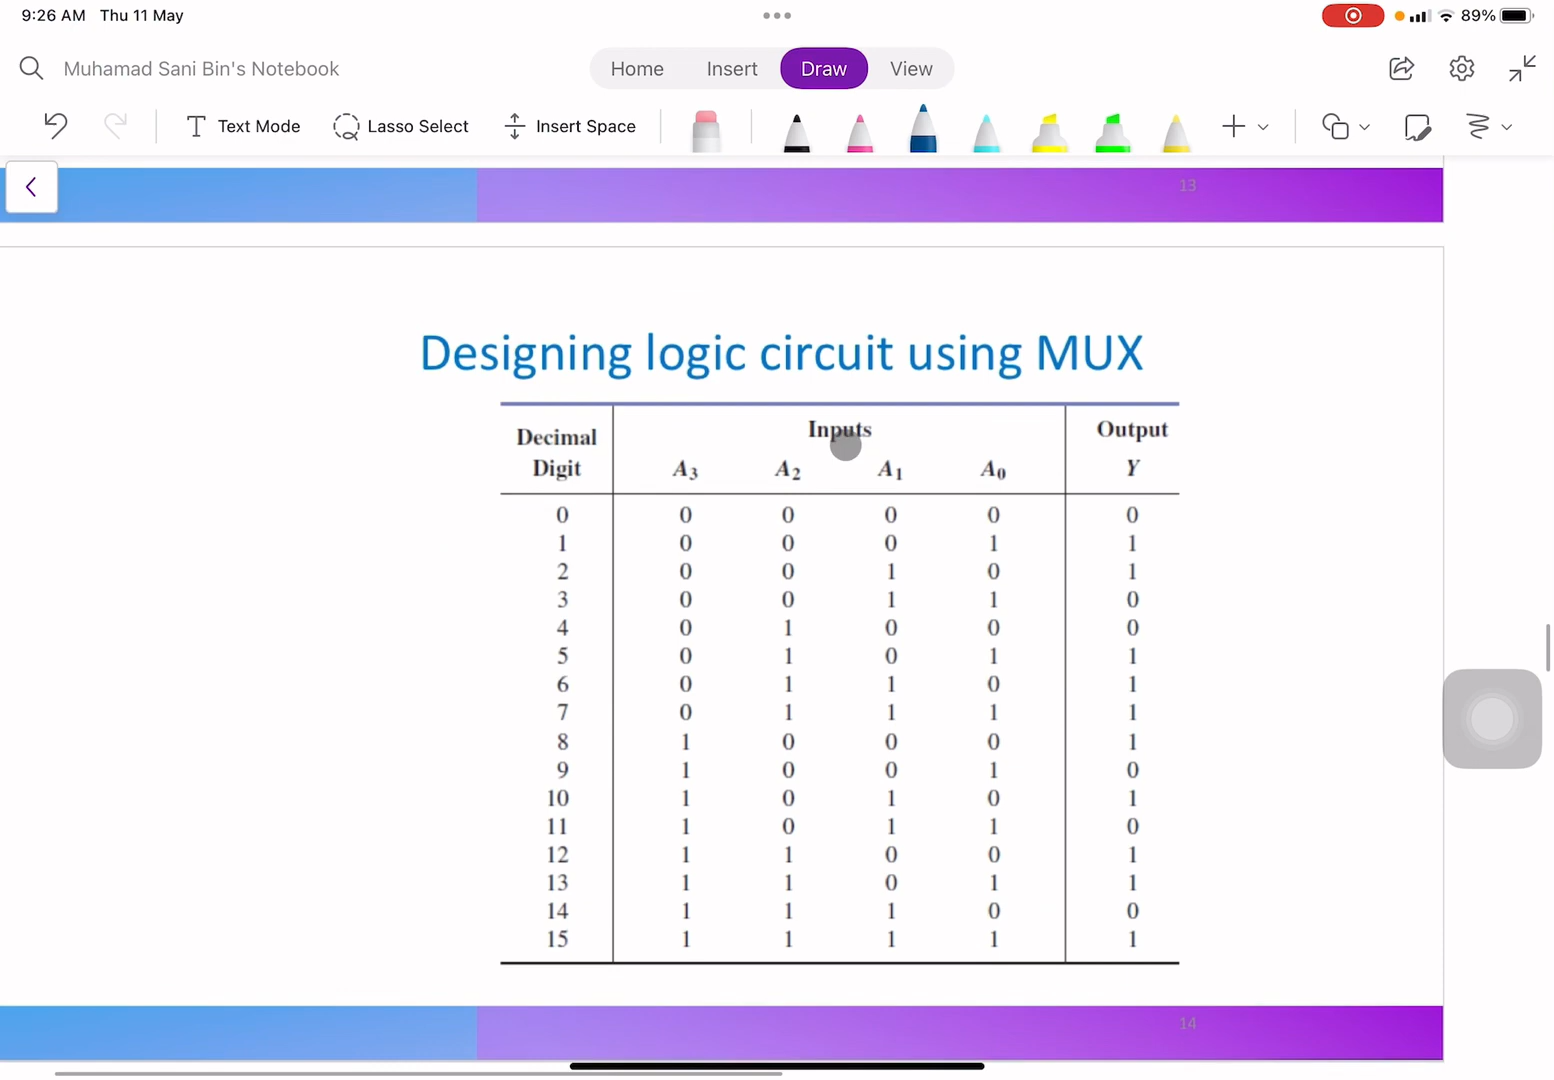 9:26 AM Thu 11 May
89%
Muhamad Sani Bin's Notebook
Home Insert Draw View
Text Mode Lasso Select Insert Space
13
Designing logic circuit using MUX
Decimal Digit Inputs Output
A3 A2 A1 A0 Y
0 0 0 0 0 0
1 0 0 0 1 1
2 0 0 1 0 1
3 0 0 1 1 0
4 0 1 0 0 0
5 0 1 0 1 1
6 0 1 1 0 1
7 0 1 1 1 1
8 1 0 0 0 1
9 1 0 0 1 0
10 1 0 1 0 1
11 1 0 1 1 0
12 1 1 0 0 1
13 1 1 0 1 1
14 1 1 1 0 0
15 1 1 1 1 1
14